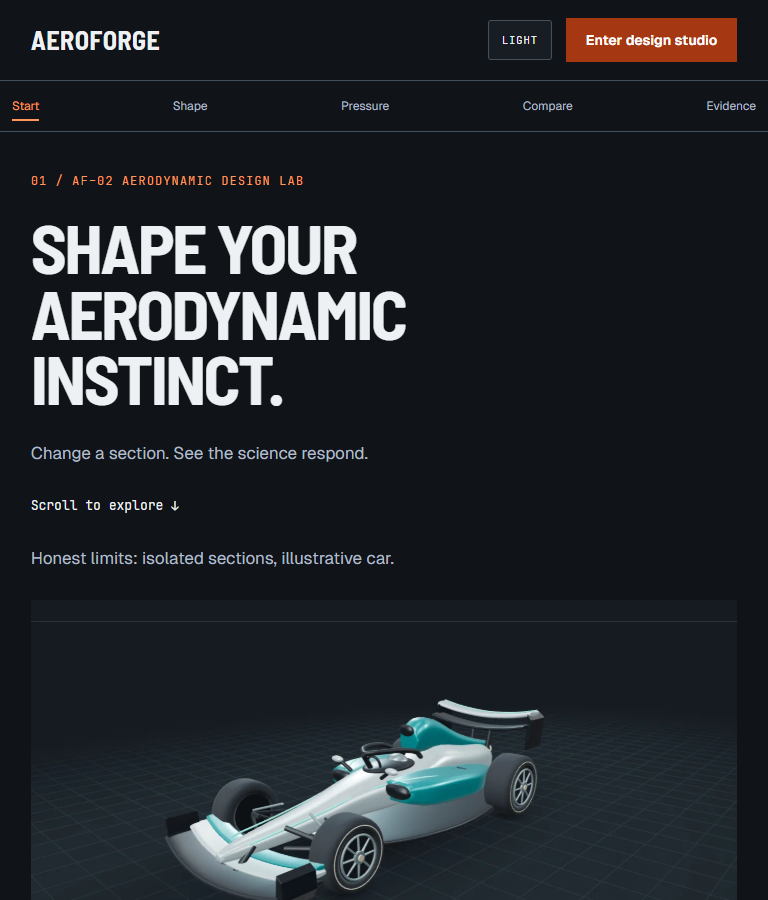 AEROFORGE
LIGHT
Enter design studio
Start
Shape
Pressure
Compare
Evidence
01 / AF-02 AERODYNAMIC DESIGN LAB
SHAPE YOUR
AERODYNAMIC
INSTINCT.
Change a section. See the science respond.
Scroll to explore ↓
Honest limits: isolated sections, illustrative car.